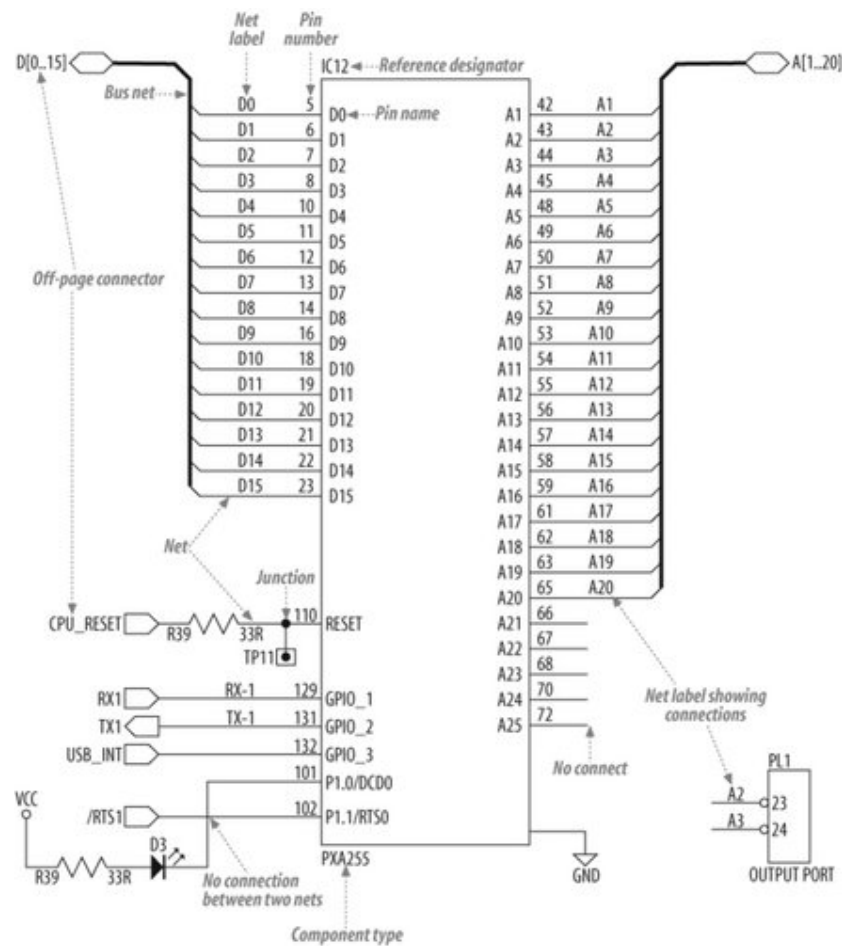 Net label
Pin number
D[0..15]
IC12
Reference designator
A[1..20]
Bus net
D0 5 D0 Pin name
D1 6 D1
D2 7 D2
D3 8 D3
D4 10 D4
D5 11 D5
D6 12 D6
D7 13 D7
D8 14 D8
D9 16 D9
D10 18 D10
D11 19 D11
D12 20 D12
D13 21 D13
D14 22 D14
D15 23 D15
A1 42 A1
A2 43 A2
A3 44 A3
A4 45 A4
A5 48 A5
A6 49 A6
A7 50 A7
A8 51 A8
A9 52 A9
A10 53 A10
A11 54 A11
A12 55 A12
A13 56 A13
A14 57 A14
A15 58 A15
A16 59 A16
A17 61 A17
A18 62 A18
A19 63 A19
A20 65 A20
A21 66
A22 67
A23 68
A24 70
A25 72
Off-page connector
Net
Junction
CPU_RESET R39 33R 110 RESET
TP11
RX1 RX-1 129 GPIO_1
TX1 TX-1 131 GPIO_2
USB_INT 132 GPIO_3
101 P1.0/DCD0
/RTS1 102 P1.1/RTS0
VCC
R39 33R D3
No connection
between two nets
PXA255
Component type
GND
No connect
Net label showing
connections
PL1
A2 23
A3 24
OUTPUT PORT